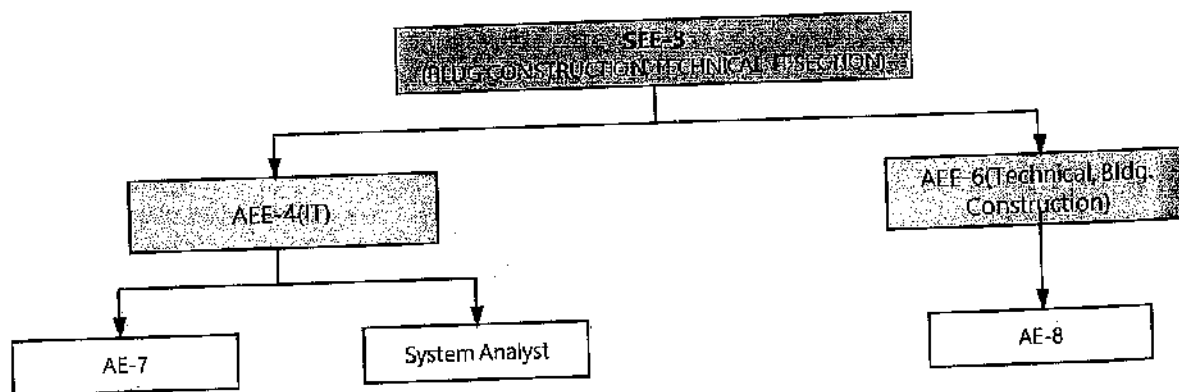 SEE-3
(BLDG CONSTRUCTION, TECHNICAL, IT SECTION)
AEE-4(IT)
AEE-6(Technical, Bldg.
Construction)
AE-7
System Analyst
AE-8